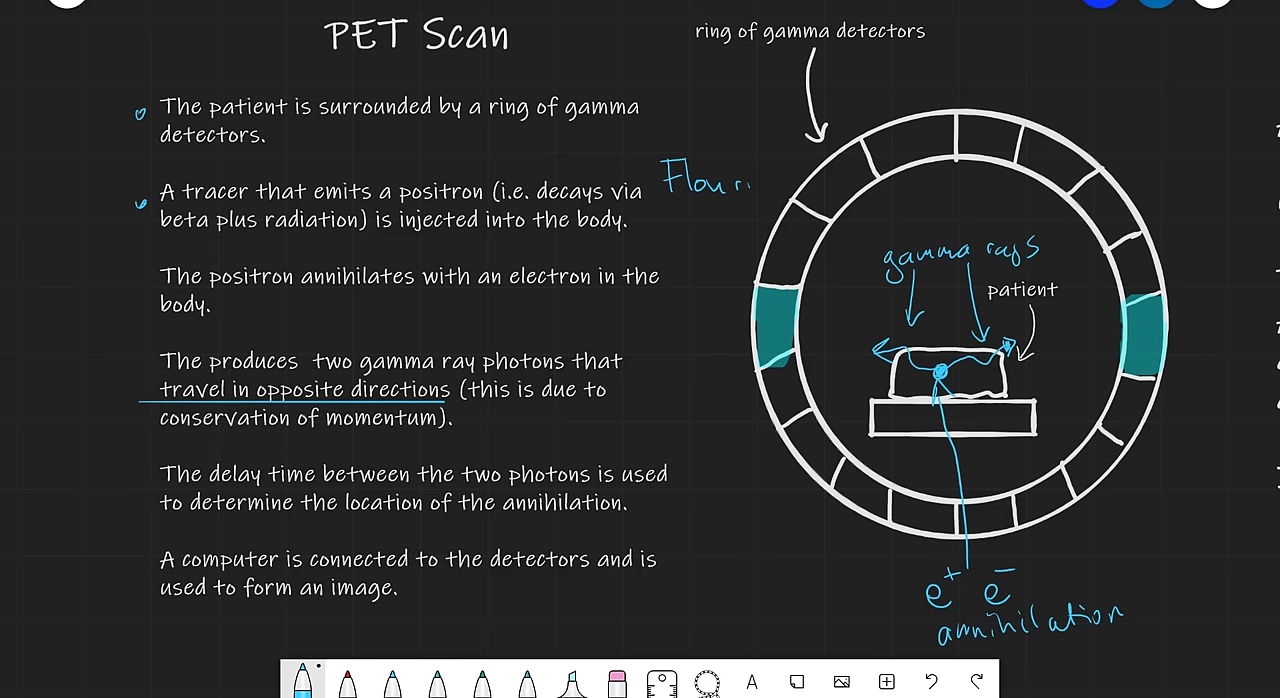 PET Scan
ring of gamma detectors
The patient is surrounded by a ring of gamma
detectors.
A tracer that emits a positron (i.e. decays via
beta plus radiation) is injected into the body.
Flouri
The positron annihilates with an electron in the
body.
The produces two gamma ray photons that
travel in opposite directions (this is due to
conservation of momentum).
The delay time between the two photons is used
to determine the location of the annihilation.
A computer is connected to the detectors and is
used to form an image.
gamma rays
patient
e⁺ e⁻
annihilation
A